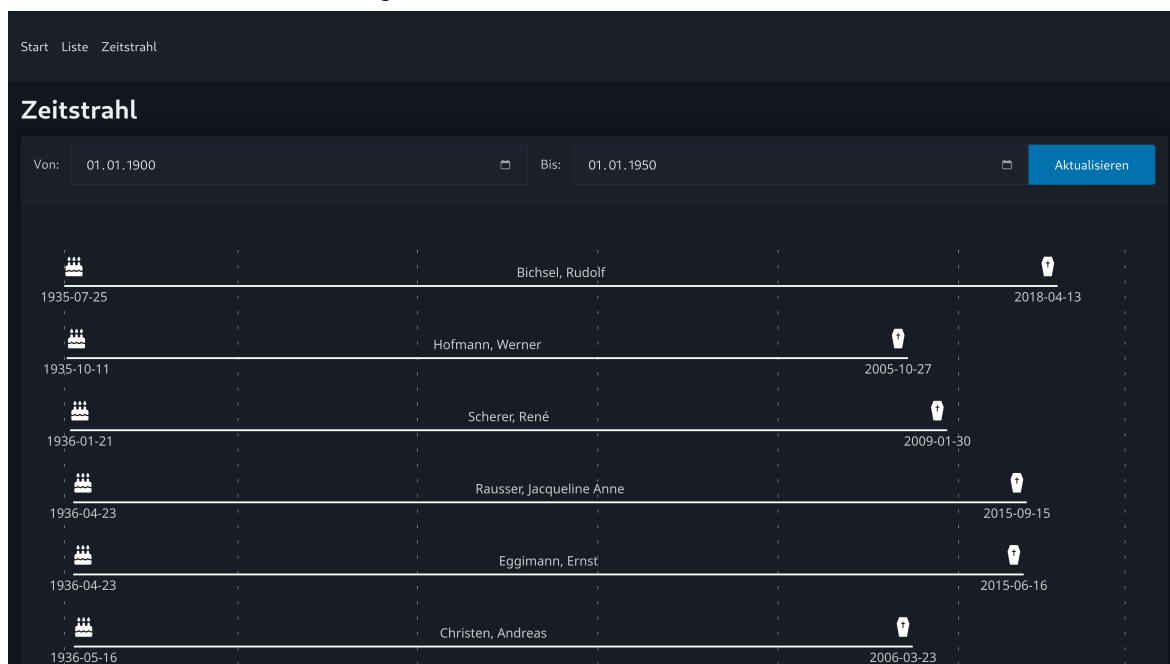 Start Liste Zeitstrahl
Zeitstrahl
Von: 01.01.1900 Bis: 01.01.1950 Aktualisieren
Bichsel, Rudolf
1935-07-25 2018-04-13
Hofmann, Werner
1935-10-11 2005-10-27
Scherer, René
1936-01-21 2009-01-30
Rausser, Jacqueline Anne
1936-04-23 2015-09-15
Eggimann, Ernst
1936-04-23 2015-06-16
Christen, Andreas
1936-05-16 2006-03-23